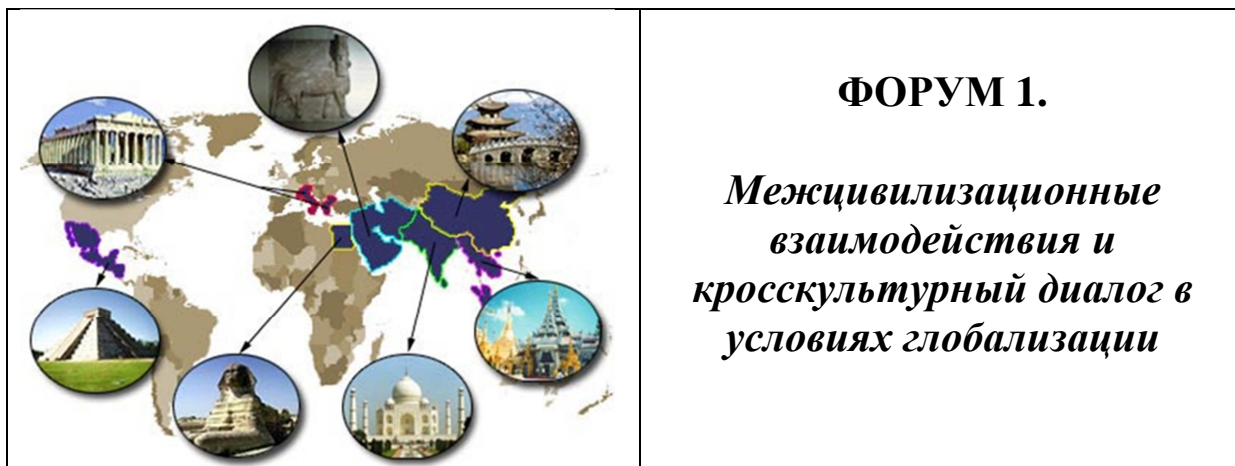 ФОРУМ 1.
Межцивилизационные
взаимодействия и
кросскультурный диалог в
условиях глобализации